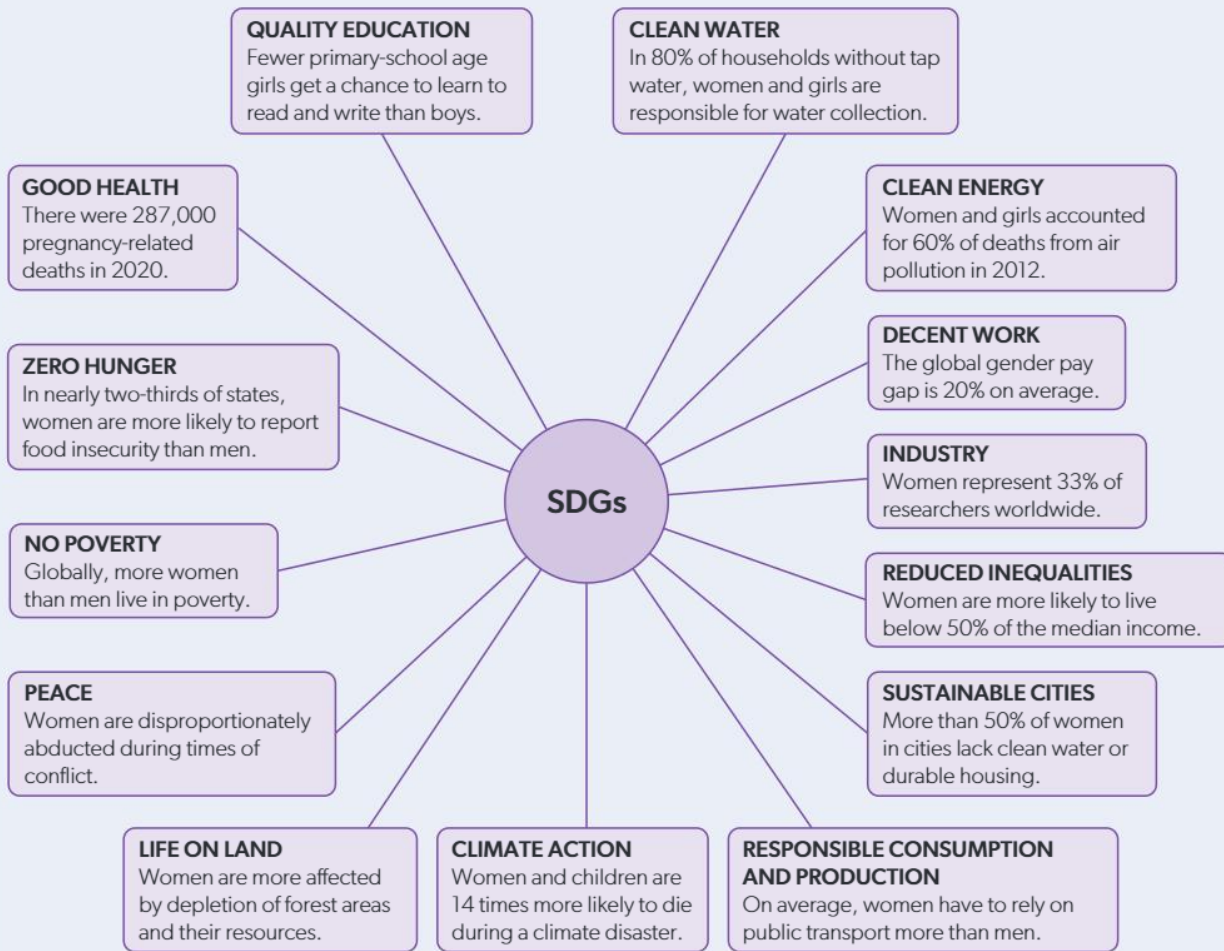 QUALITY EDUCATION
Fewer primary-school age
girls get a chance to learn to
read and write than boys.
CLEAN WATER
In 80% of households without tap
water, women and girls are
responsible for water collection.
GOOD HEALTH
There were 287,000
pregnancy-related
deaths in 2020.
CLEAN ENERGY
Women and girls accounted
for 60% of deaths from air
pollution in 2012.
ZERO HUNGER
In nearly two-thirds of states,
women are more likely to report
food insecurity than men.
DECENT WORK
The global gender pay
gap is 20% on average.
SDGs
INDUSTRY
Women represent 33% of
researchers worldwide.
NO POVERTY
Globally, more women
than men live in poverty.
REDUCED INEQUALITIES
Women are more likely to live
below 50% of the median income.
PEACE
Women are disproportionately
abducted during times of
conflict.
SUSTAINABLE CITIES
More than 50% of women
in cities lack clean water or
durable housing.
LIFE ON LAND
Women are more affected
by depletion of forest areas
and their resources.
CLIMATE ACTION
Women and children are
14 times more likely to die
during a climate disaster.
RESPONSIBLE CONSUMPTION
AND PRODUCTION
On average, women have to rely on
public transport more than men.